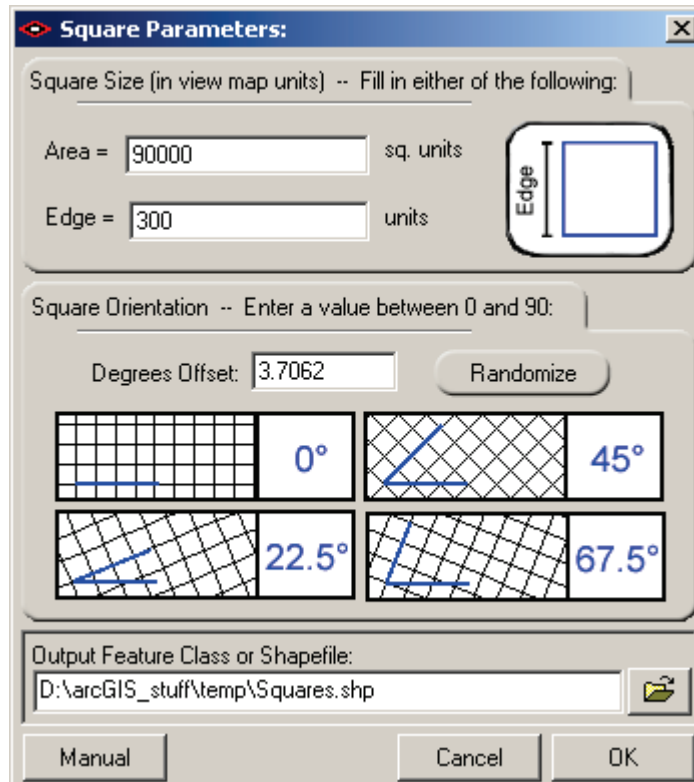 Square Parameters:
Square Size (in view map units) -- Fill in either of the following:
Area = 90000 sq. units
Edge = 300 units
Edge
Square Orientation -- Enter a value between 0 and 90:
Degrees Offset: 3.7062 Randomize
0° 45°
22.5° 67.5°
Output Feature Class or Shapefile:
D:\arcGIS_stuff\temp\Squares.shp
Manual Cancel OK